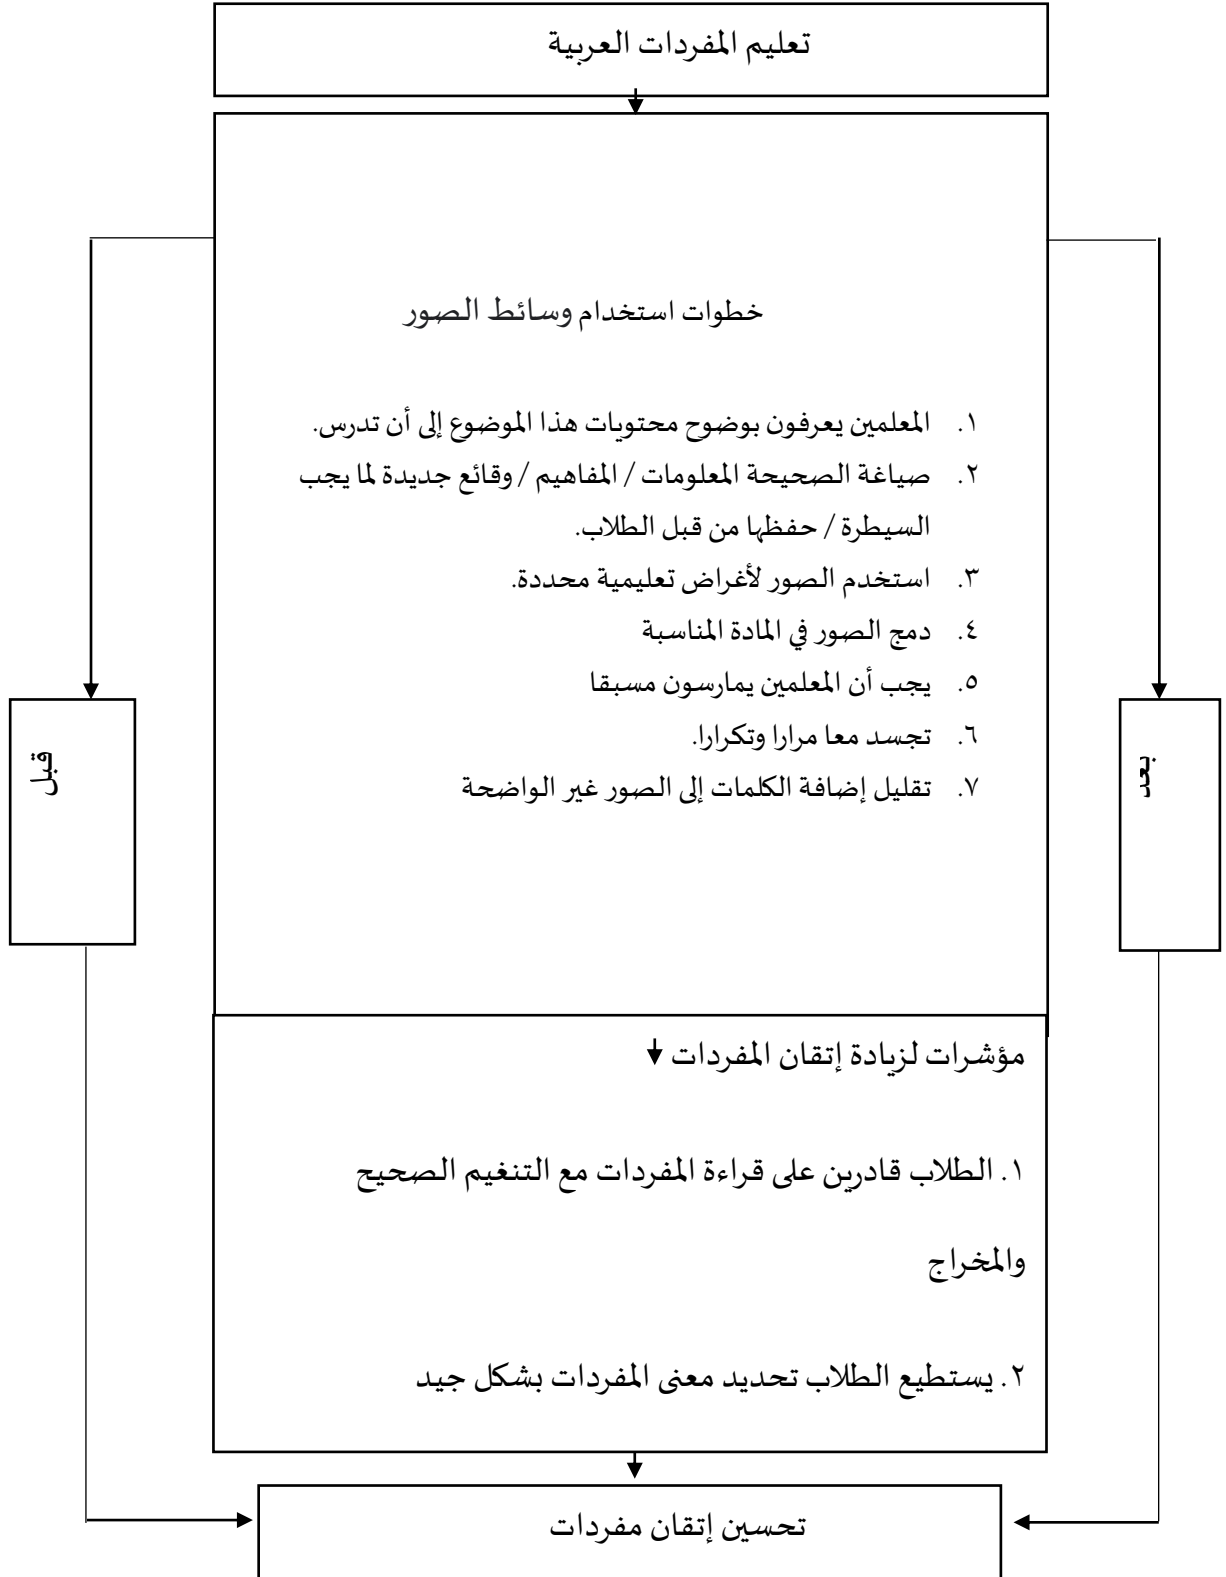 تعليم المفردات العربية
خطوات استخدام وسائط الصور
١. المعلمين يعرفون بوضوح محتويات هذا الموضوع إلى أن تدرس.
٢. صياغة الصحيحة المعلومات / المفاهيم / وقائع جديدة لما يجب
السيطرة / حفظها من قبل الطلاب.
٣. استخدم الصور لأغراض تعليمية محددة.
٤. دمج الصور في المادة المناسبة
٥. يجب أن المعلمين يمارسون مسبقا
٦. تجسد معا مرارا وتكرارا.
٧. تقليل إضافة الكلمات إلى الصور غير الواضحة
بعد
قبل
مؤشرات لزيادة إتقان المفردات
١. الطلاب قادرين على قراءة المفردات مع التنغيم الصحيح
والمخراج
٢. يستطيع الطلاب تحديد معنى المفردات بشكل جيد
تحسين إتقان مفردات